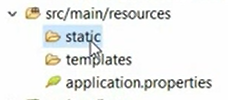 src/main/resources
static
templates
application.properties